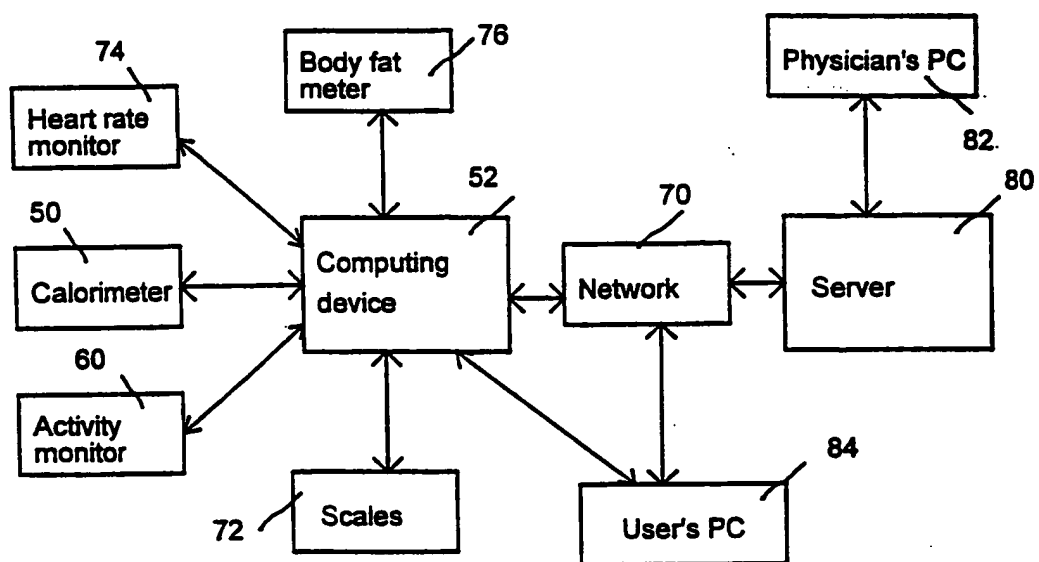 76
74
Body fat
meter
Physician's PC
Heart rate
monitor
82
52
80
50
70
Computing
device
Calorimeter
Network
Server
60
Activity
monitor
84
72
Scales
User's PC